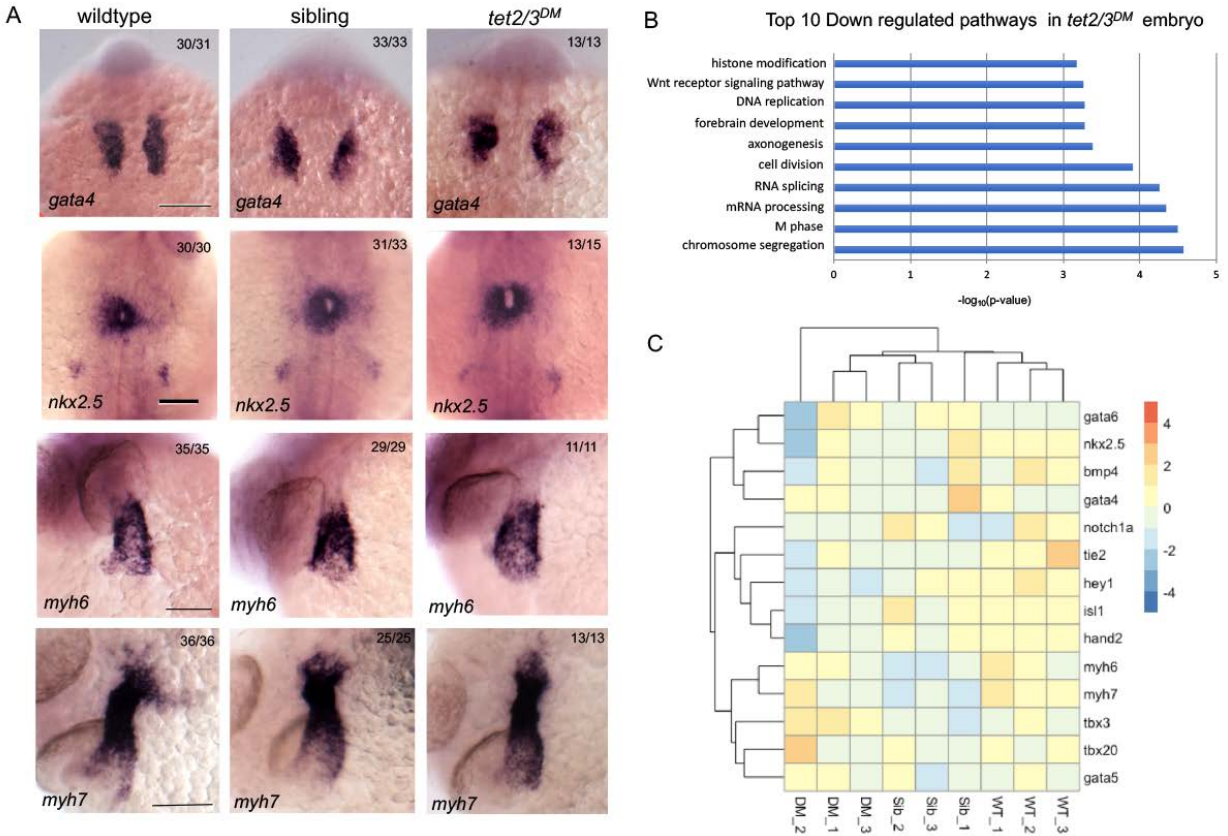 A
wildtype
sibling
tet2/3DM
30/31
gata4
33/33
gata4
13/13
gata4
30/30
nkx2.5
31/33
nkx2.5
13/15
nkx2.5
35/35
myh6
29/29
myh6
11/11
myh6
36/36
myh7
25/25
myh7
13/13
myh7
B
Top 10 Down regulated pathways in tet2/3DM embryo
histone modification
Wnt receptor signaling pathway
DNA replication
forebrain development
axonogenesis
cell division
RNA splicing
mRNA processing
M phase
chromosome segregation
0 1 2 3 4 5
-log10(p-value)
C
gata6
nkx2.5
bmp4
gata4
notch1a
tie2
hey1
isl1
hand2
myh6
myh7
tbx3
tbx20
gata5
4
2
0
-2
-4
DM_2
DM_1
DM_3
Sib_2
Sib_3
Sib_1
WT_1
WT_2
WT_3